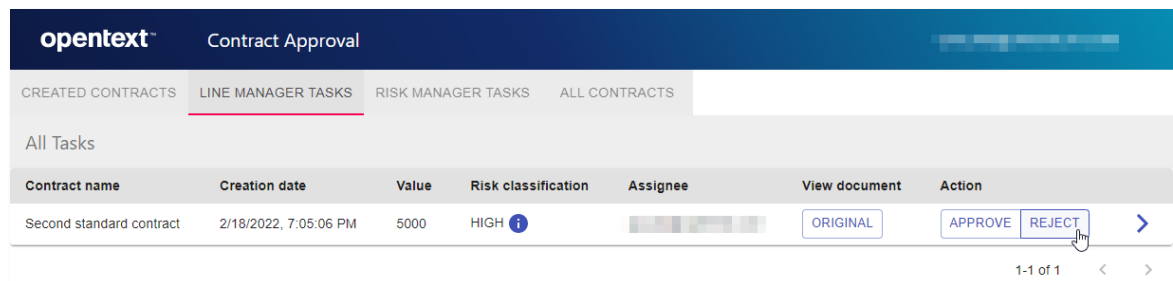 opentext™ Contract Approval
CREATED CONTRACTS LINE MANAGER TASKS RISK MANAGER TASKS ALL CONTRACTS
All Tasks
Contract name Creation date Value Risk classification Assignee View document Action
Second standard contract 2/18/2022, 7:05:06 PM 5000 HIGH i ORIGINAL APPROVE REJECT
1-1 of 1